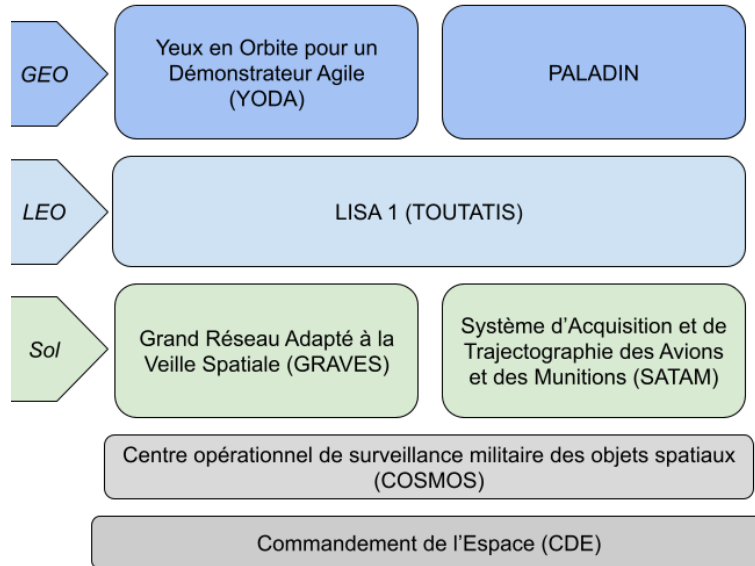 GEO
Yeux en Orbite pour un
Démonstrateur Agile
(YODA)
PALADIN
LEO
LISA 1 (TOUTATIS)
Sol
Grand Réseau Adapté à la
Veille Spatiale (GRAVES)
Système d’Acquisition et de
Trajectographie des Avions
et des Munitions (SATAM)
Centre opérationnel de surveillance militaire des objets spatiaux
(COSMOS)
Commandement de l’Espace (CDE)